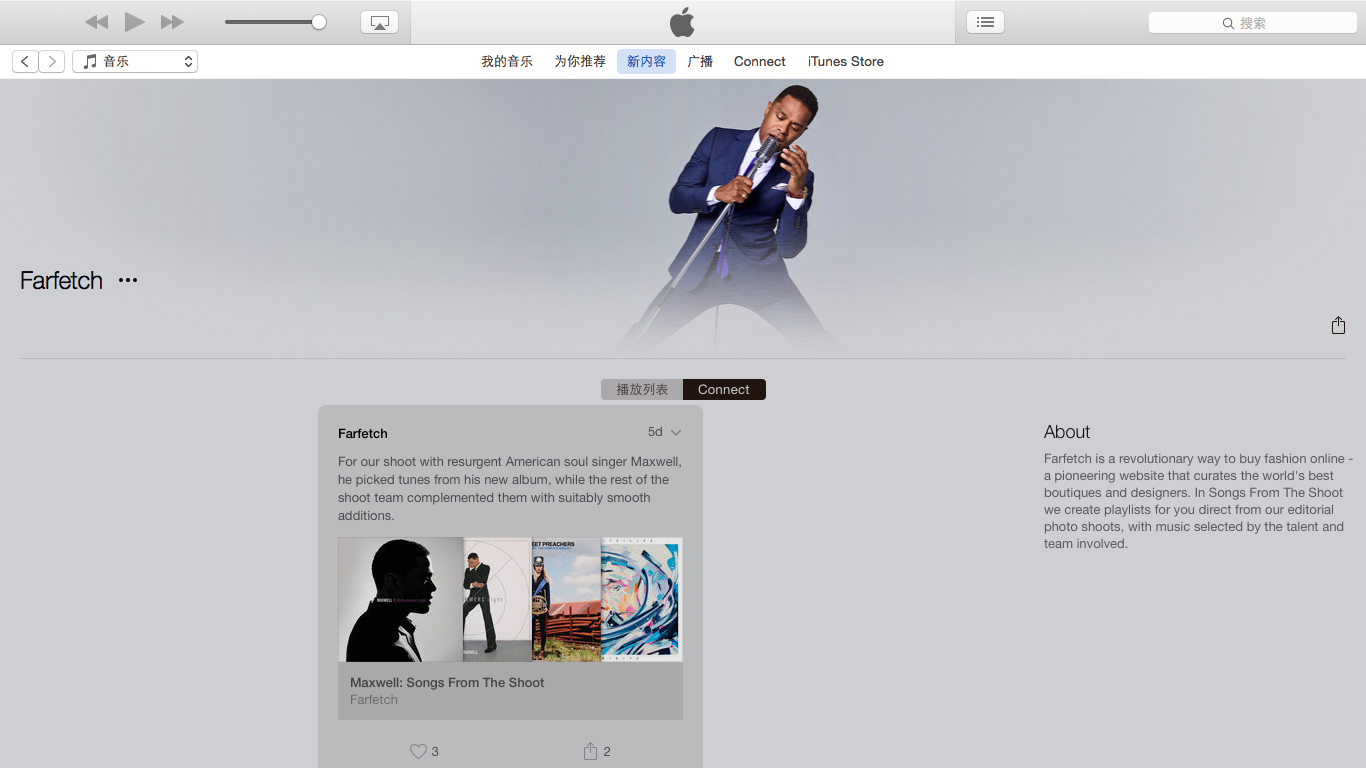 搜索
音乐
我的音乐 为你推荐 新内容 广播 Connect iTunes Store
Farfetch •••
播放列表 Connect
Farfetch 5d
For our shoot with resurgent American soul singer Maxwell,
he picked tunes from his new album, while the rest of the
shoot team complemented them with suitably smooth
additions.
EET PREACHERS
MAXWELL
MAXWELL
Maxwell: Songs From The Shoot
Farfetch
3 2
About
Farfetch is a revolutionary way to buy fashion online -
a pioneering website that curates the world's best
boutiques and designers. In Songs From The Shoot
we create playlists for you direct from our editorial
photo shoots, with music selected by the talent and
team involved.